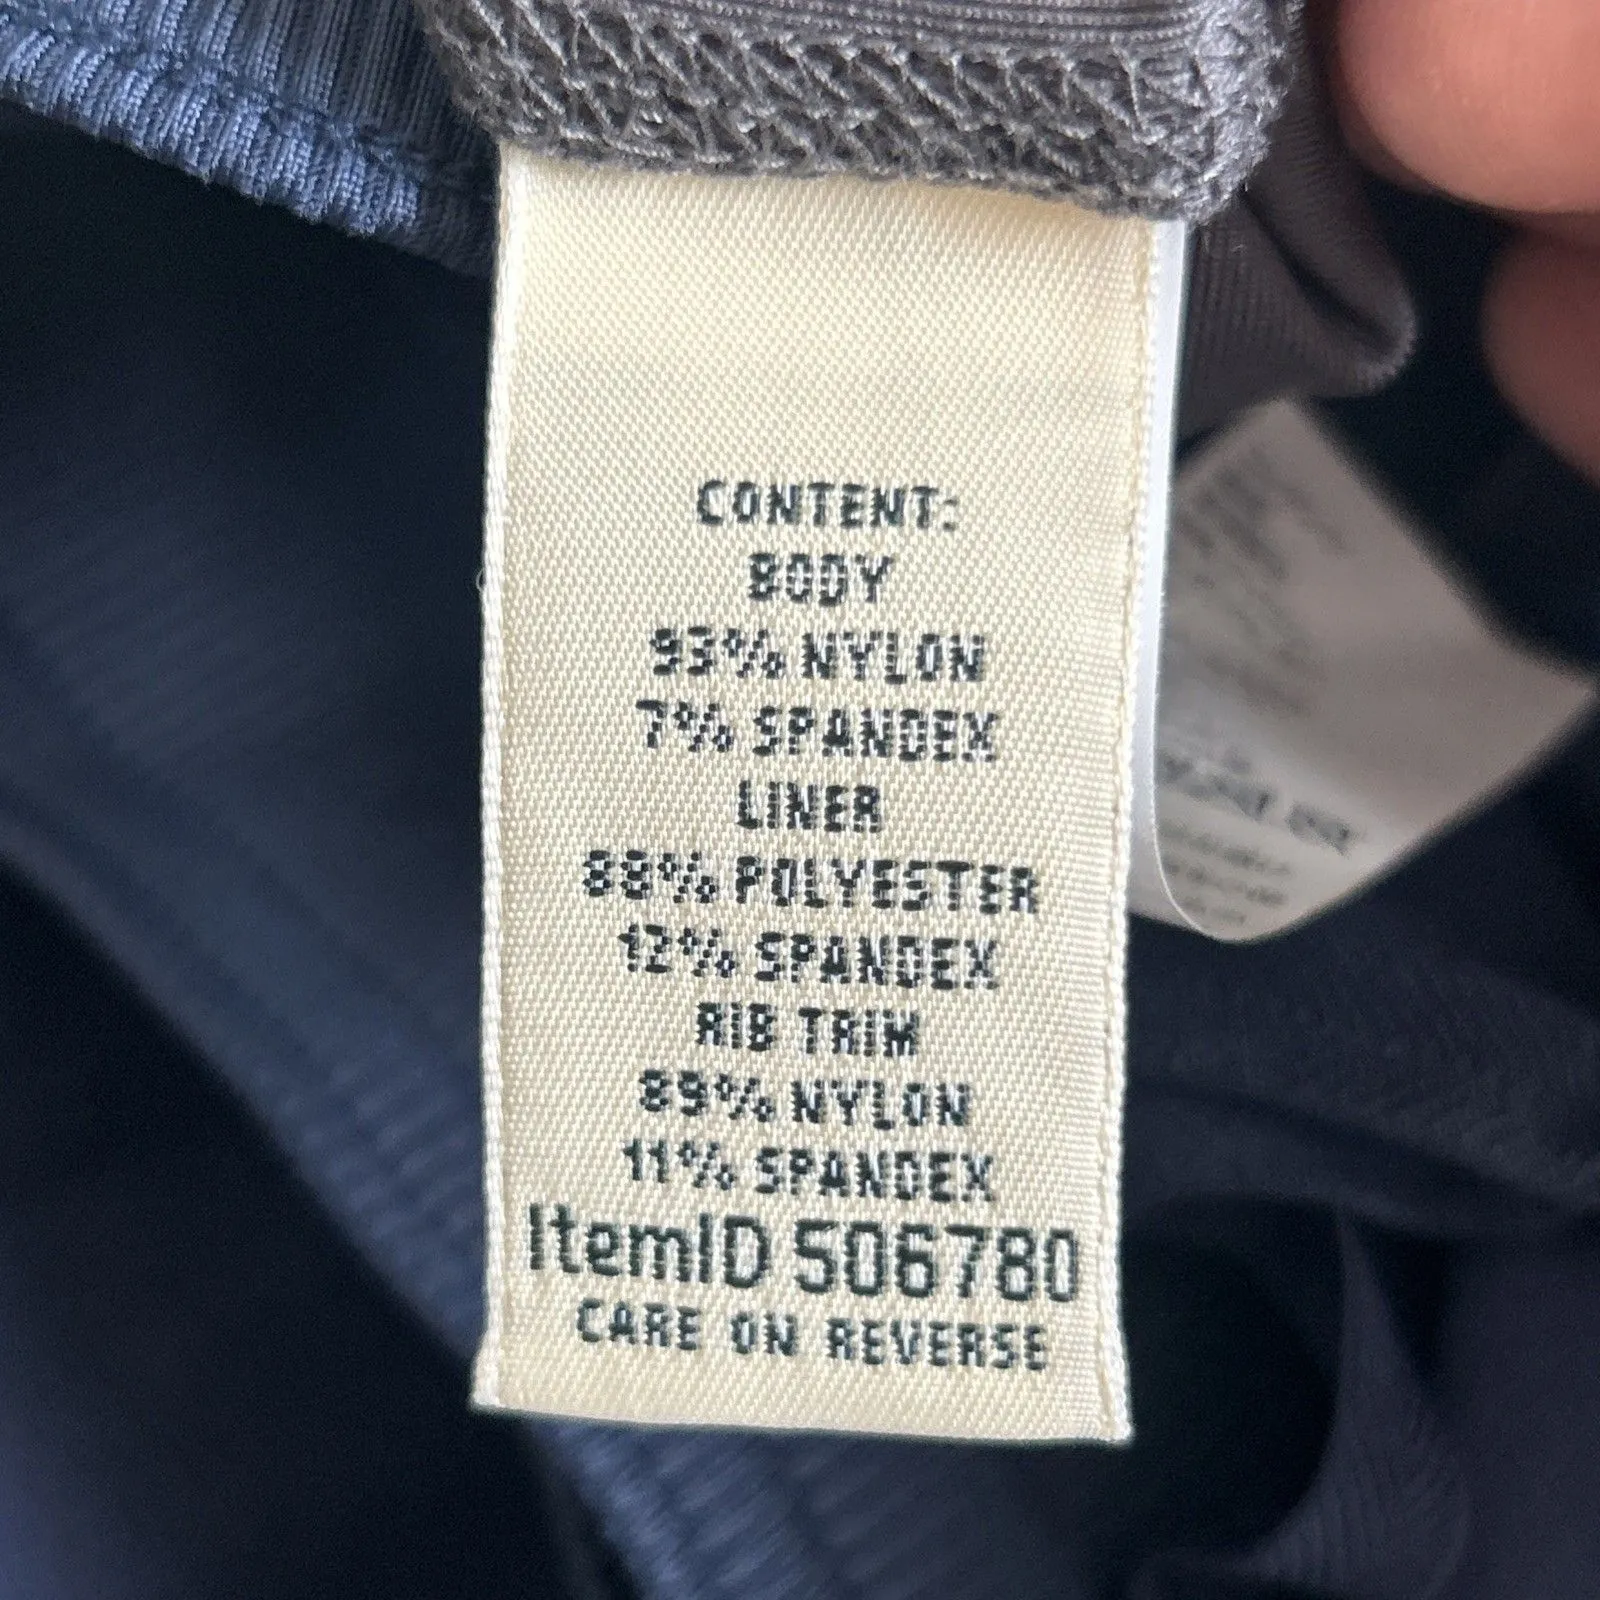 CONTENT:
BODY
93% NYLON
7% SPANDEX
LINER
88% POLYESTER
12% SPANDEX
RIB TRIM
89% NYLON
11% SPANDEX
ItemID 506780
CARE ON REVERSE